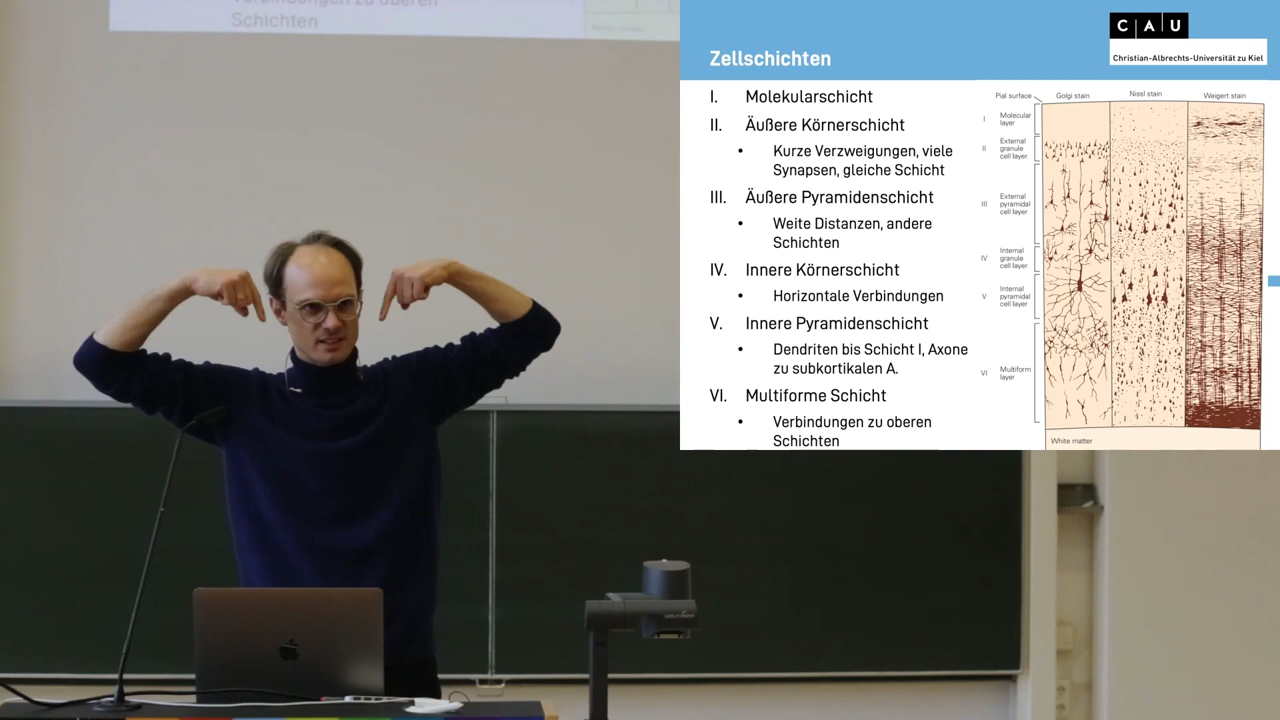 Verbindungen zu oberen
Schichten
Zellschichten
C A U
Christian-Albrechts-Universität zu Kiel
I. Molekularschicht
II. Äußere Körnerschicht
• Kurze Verzweigungen, viele
Synapsen, gleiche Schicht
III. Äußere Pyramidenschicht
• Weite Distanzen, andere
Schichten
IV. Innere Körnerschicht
• Horizontale Verbindungen
V. Innere Pyramidenschicht
• Dendriten bis Schicht I, Axone
zu subkortikalen A.
VI. Multiforme Schicht
• Verbindungen zu oberen
Schichten
Pial surface
Golgi stain
Nissl stain
Weigert stain
I Molecular
layer
II External
granule
cell layer
III External
pyramidal
cell layer
IV Internal
granule
cell layer
V Internal
pyramidal
cell layer
VI Multiform
layer
White matter